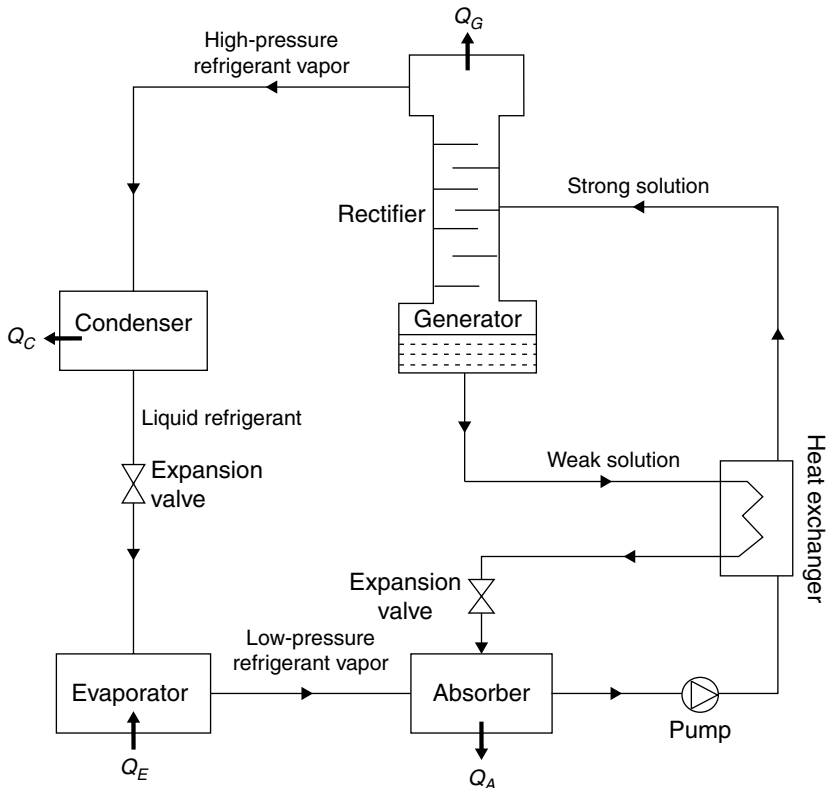 Q_G
High-pressure
refrigerant vapor
Strong solution
Rectifier
Generator
Condenser
Q_C
Liquid refrigerant
Expansion
valve
Weak solution
Heat exchanger
Expansion
valve
Low-pressure
refrigerant vapor
Evaporator
Absorber
Pump
Q_E
Q_A